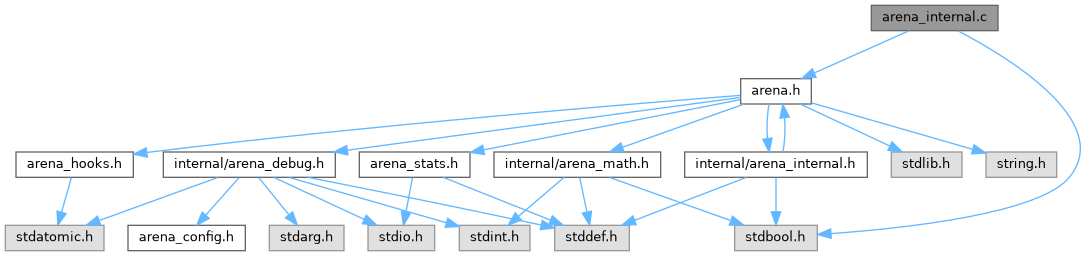 arena_internal.c
arena.h
arena_hooks.h
internal/arena_debug.h
arena_stats.h
internal/arena_math.h
internal/arena_internal.h
stdlib.h
string.h
stdatomic.h
arena_config.h
stdarg.h
stdio.h
stdint.h
stddef.h
stdbool.h